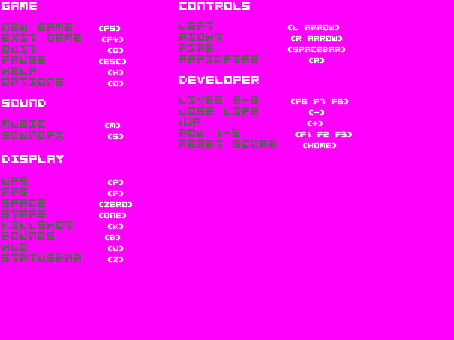 GAME
NEW GAME (F5)
EXIT GAME (F4)
QUIT (Q)
PAUSE (ESC)
HELP (H)
OPTIONS (O)
SOUND
MUSIC (M)
SOUNDFX (S)
DISPLAY
UPS (P)
FPS (F)
SPACE (ZERO)
STARS (ONE)
KILLSHOT (K)
BOUNDS (B)
HUD (U)
STATUSBAR (Z)
CONTROLS
LEFT (L ARROW)
RIGHT (R ARROW)
FIRE (SPACEBAR)
RAPIDFIRE (R)
DEVELOPER
LIVES 3-5 (F6 F7 F8)
LOSE LIFE (-)
1UP (+)
POW 1-3 (F1 F2 F3)
RESET SCORE (HOME)